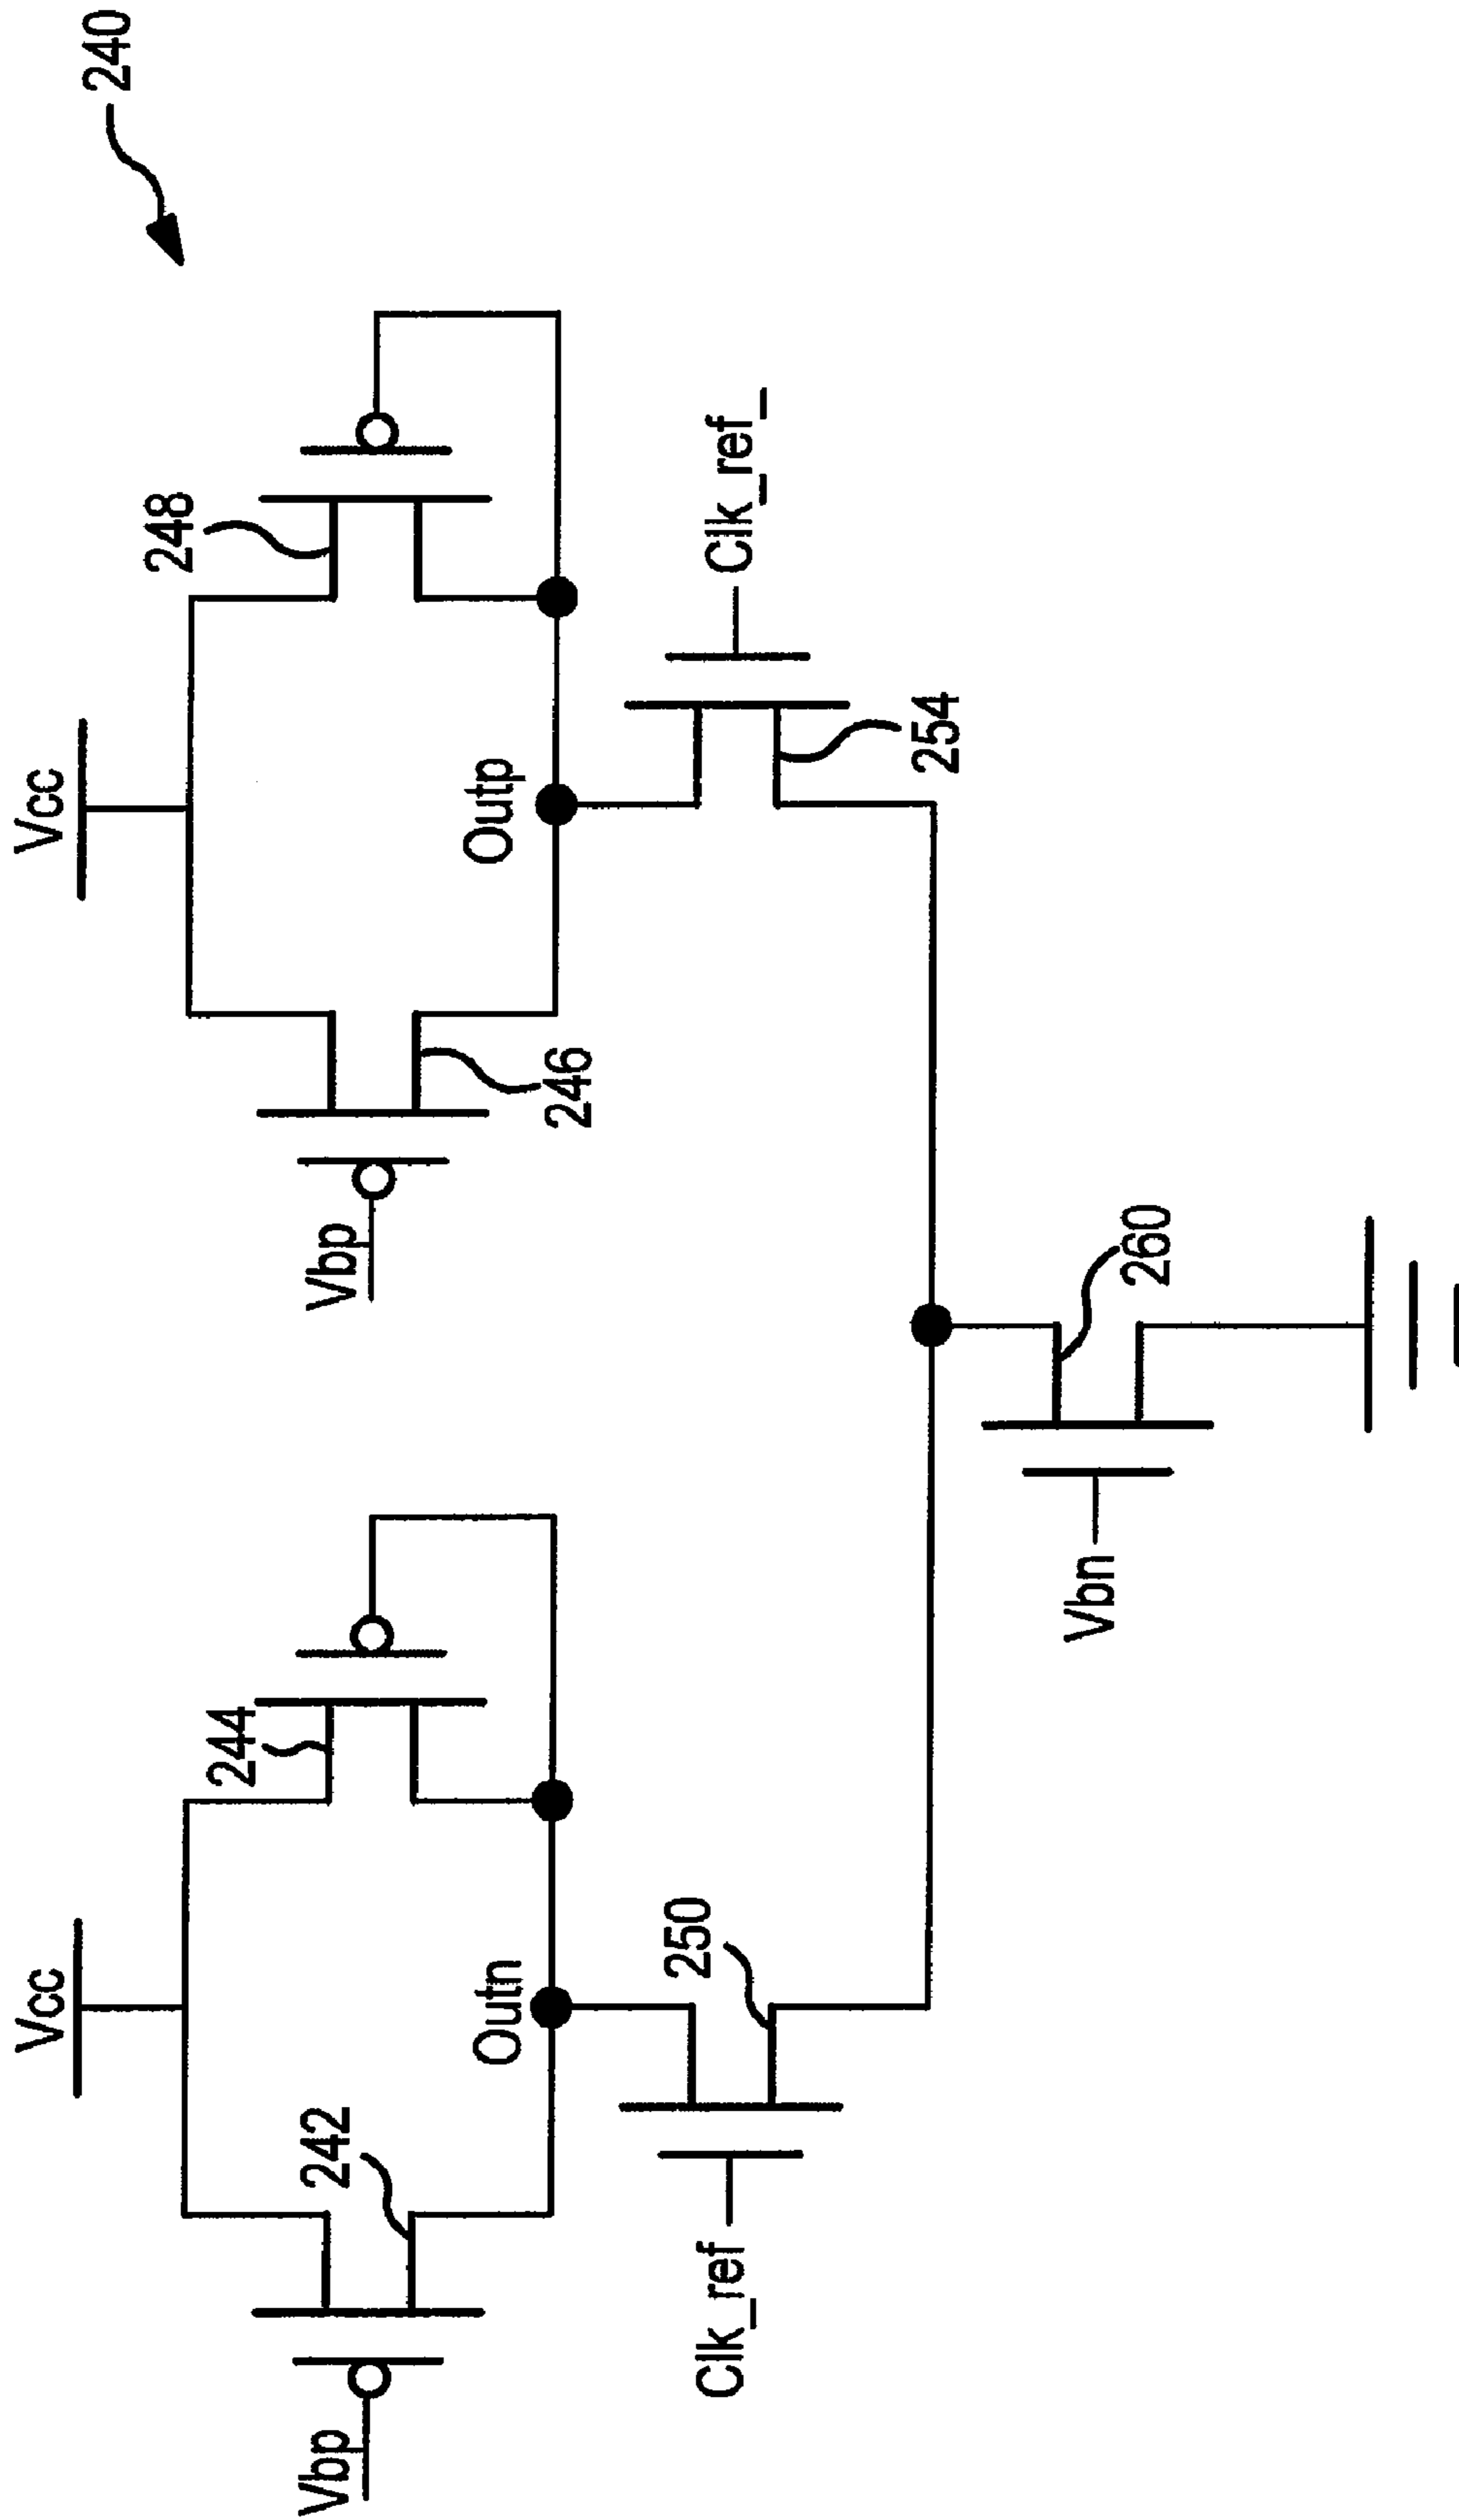 240
Vcc
Vcc
248
244
242
Vbp
Vbp
Outn
Outp
246
Clk_ref
250
Clk_ref_
254
Vbn
260